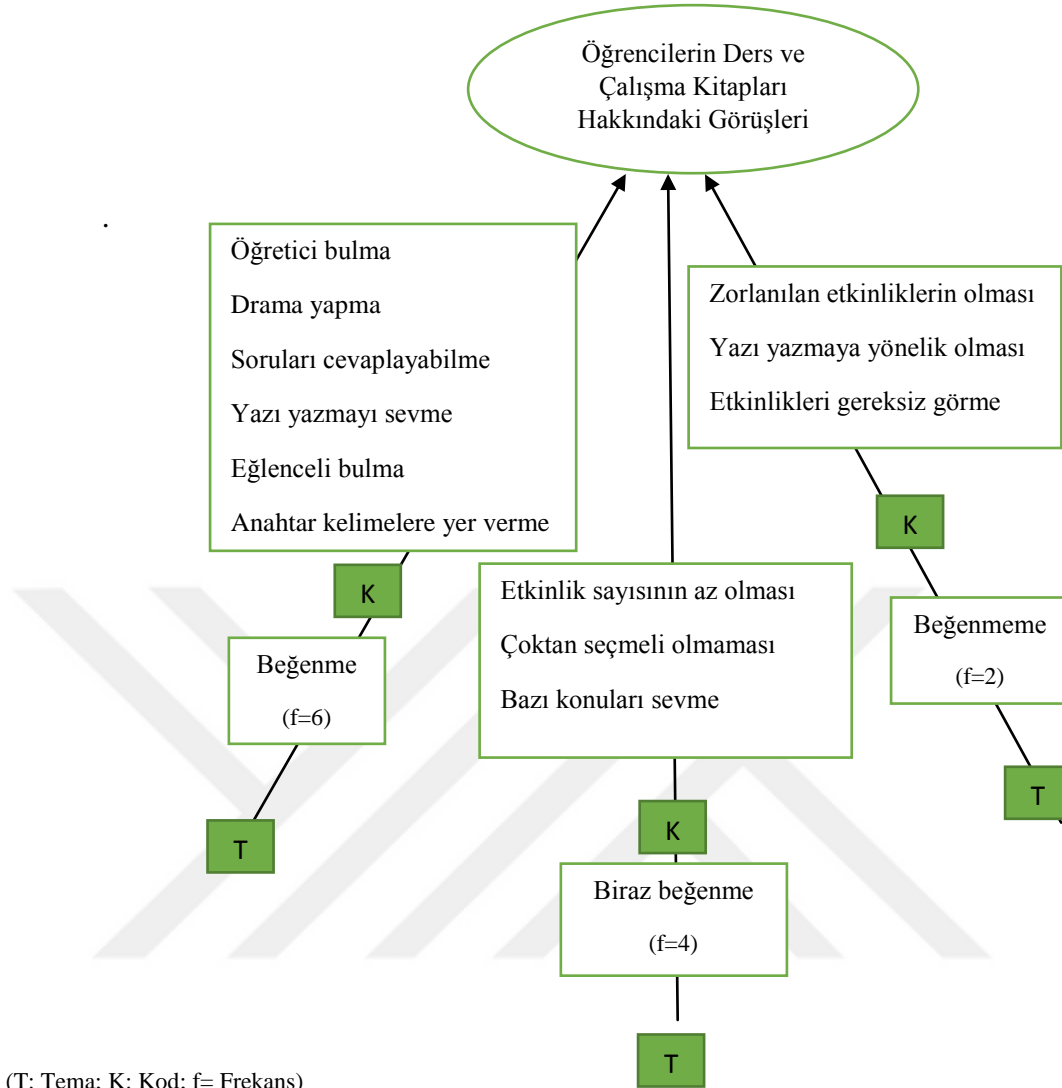 Öğrencilerin Ders ve
Çalışma Kitapları
Hakkındaki Görüşleri
.
Öğretici bulma
Drama yapma
Soruları cevaplayabilme
Yazı yazmayı sevme
Eğlenceli bulma
Anahtar kelimelere yer verme
K
Beğenme
(f=6)
T
Etkinlik sayısının az olması
Çoktan seçmeli olmaması
Bazı konuları sevme
K
Biraz beğenme
(f=4)
T
Zorlanılan etkinliklerin olması
Yazı yazmaya yönelik olması
Etkinlikleri gereksiz görme
K
Beğenmeme
(f=2)
T
(T: Tema; K: Kod; f= Frekans)